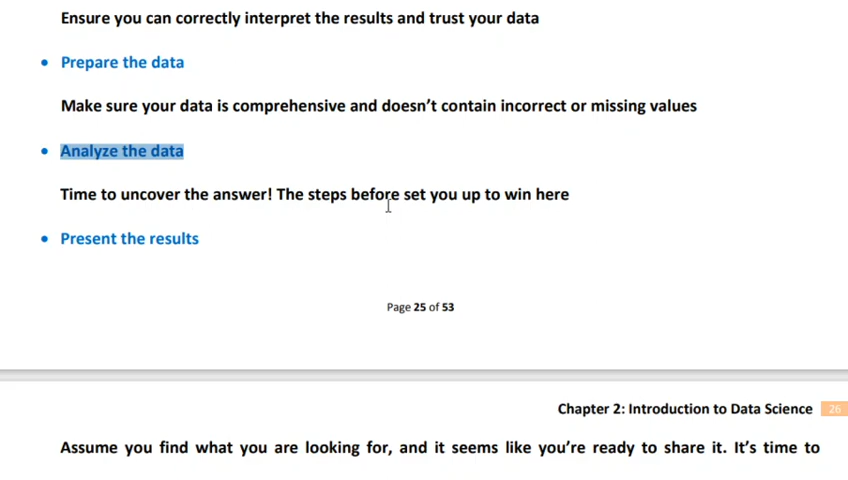 Ensure you can correctly interpret the results and trust your data
• Prepare the data
Make sure your data is comprehensive and doesn’t contain incorrect or missing values
• Analyze the data
Time to uncover the answer! The steps before set you up to win here
• Present the results
Page 25 of 53
Chapter 2: Introduction to Data Science 26
Assume you find what you are looking for, and it seems like you’re ready to share it. It’s time to